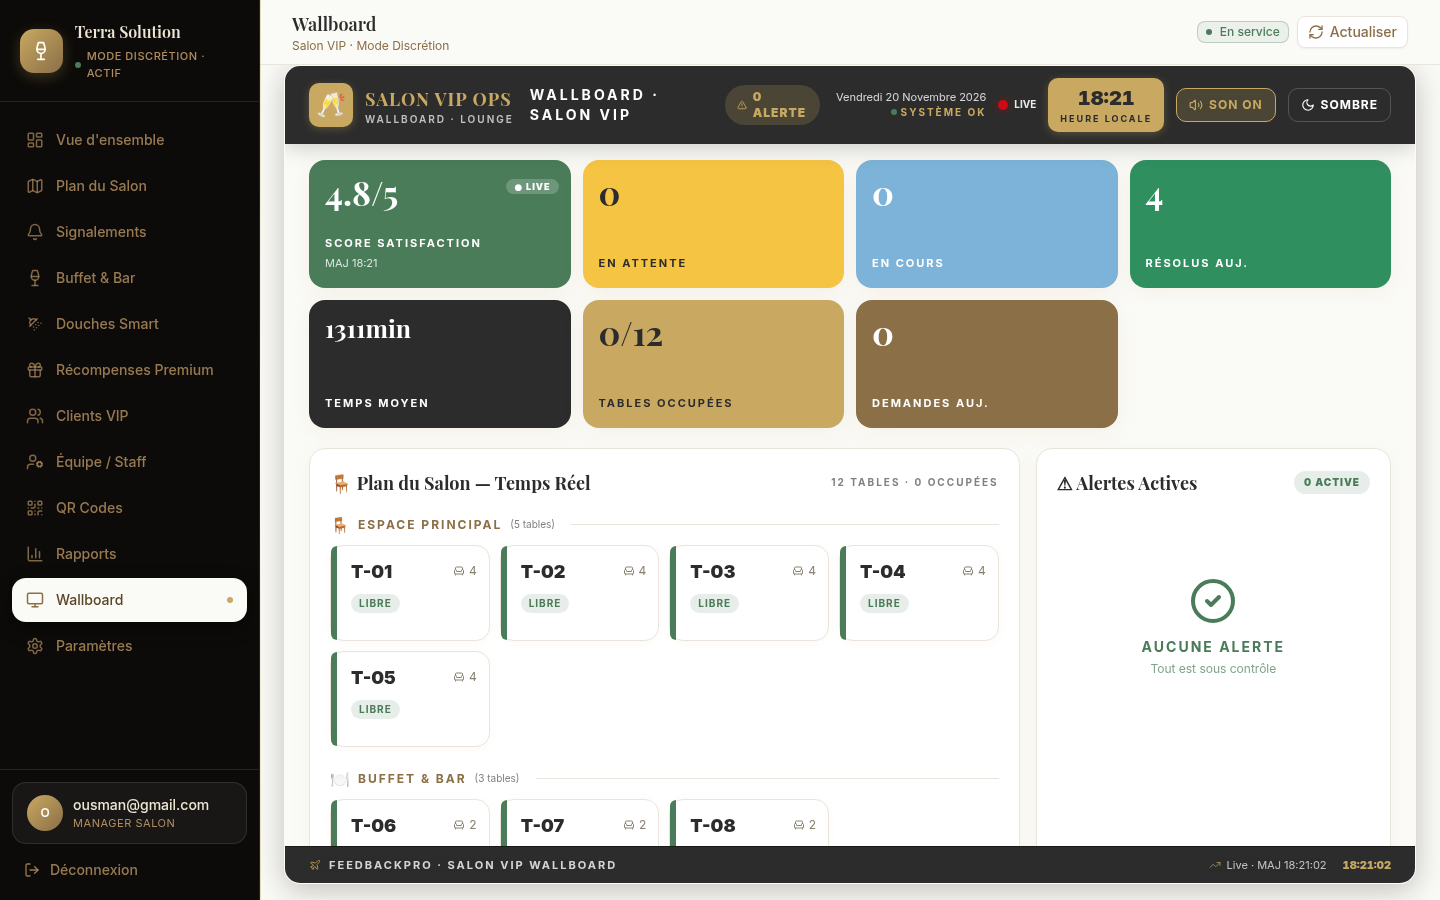 Terra Solution
MODE DISCRÉTION ·
ACTIF
Vue d'ensemble
Plan du Salon
Signalements
Buffet & Bar
Douches Smart
Récompenses Premium
Clients VIP
Équipe / Staff
QR Codes
Rapports
Wallboard
Paramètres
O
ousman@gmail.com
MANAGER SALON
Déconnexion
Wallboard
Salon VIP · Mode Discrétion
En service
Actualiser
SALON VIP OPS
WALLBOARD · LOUNGE
WALLBOARD ·
SALON VIP
0
ALERTE
Vendredi 20 Novembre 2026
SYSTÈME OK
LIVE
18:21
HEURE LOCALE
SON ON
SOMBRE
4.8/5
LIVE
SCORE SATISFACTION
MAJ 18:21
0
EN ATTENTE
0
EN COURS
4
RÉSOLUS AUJ.
1311min
TEMPS MOYEN
0/12
TABLES OCCUPÉES
0
DEMANDES AUJ.
Plan du Salon — Temps Réel
12 TABLES · 0 OCCUPÉES
ESPACE PRINCIPAL (5 tables)
T-01 4
LIBRE
T-02 4
LIBRE
T-03 4
LIBRE
T-04 4
LIBRE
T-05 4
LIBRE
BUFFET & BAR (3 tables)
T-06 2
T-07 2
T-08 2
⚠ Alertes Actives
0 ACTIVE
AUCUNE ALERTE
Tout est sous contrôle
FEEDBACKPRO · SALON VIP WALLBOARD
Live · MAJ 18:21:02
18:21:02